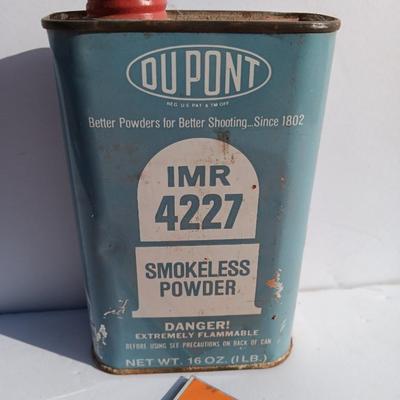 DU PONT
REG. U.S. PAT. & TM. OFF.
Better Powders for Better Shooting...Since 1802
IMR
4227
SMOKELESS
POWDER
DANGER!
EXTREMELY FLAMMABLE
BEFORE USING SEE PRECAUTIONS ON BACK OF CAN
NET WT. 16 OZ. (1 LB.)